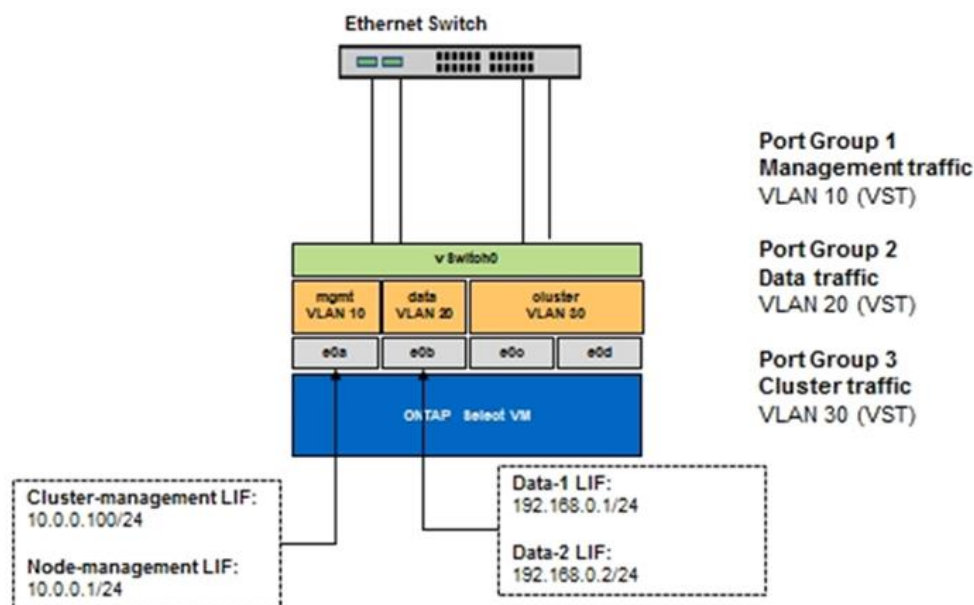 Ethernet Switch
Port Group 1
Management traffic
VLAN 10 (VST)
Port Group 2
Data traffic
VLAN 20 (VST)
Port Group 3
Cluster traffic
VLAN 30 (VST)
v Switch0
mgmt
VLAN 10
data
VLAN 20
oluster
VLAN 80
e0a
e0b
e0o
e0d
ONTAP Select VM
Cluster-management LIF:
10.0.0.100/24
Node-management LIF:
10.0.0.1/24
Data-1 LIF:
192.168.0.1/24
Data-2 LIF:
192.168.0.2/24